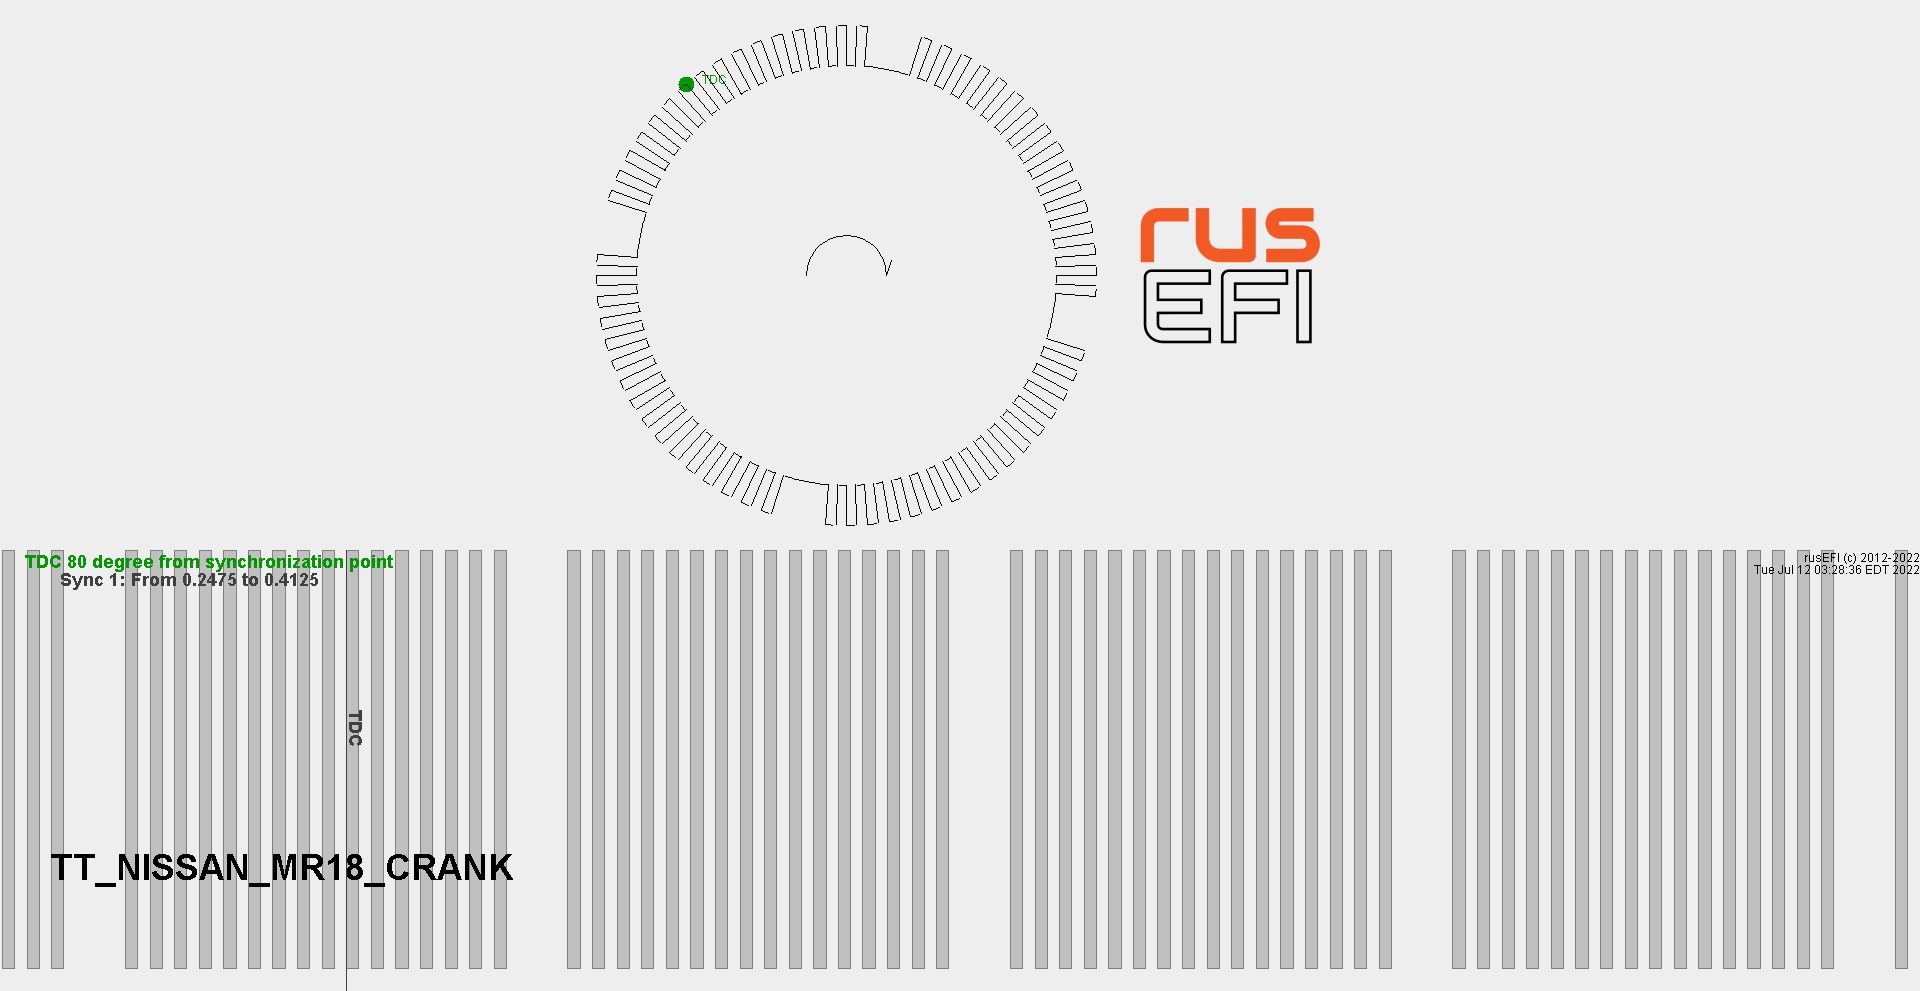 TDC
rus
EFI
TDC 80 degree from synchronization point
Sync 1: From 0.2475 to 0.4125
rusEFI (c) 2012-2022
Tue Jul 12 03:28:36 EDT 2022
TDC
TT_NISSAN_MR18_CRANK